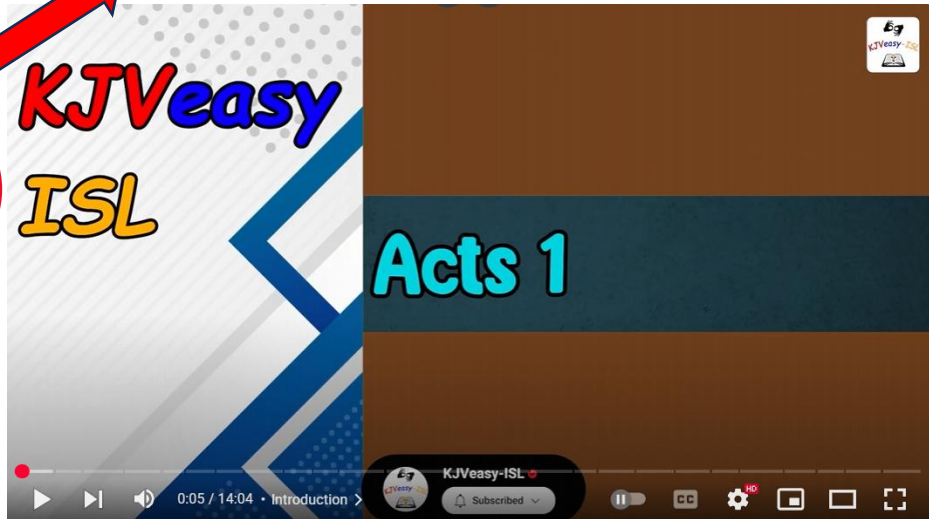 KJVeasy
ISL
Acts 1
KJVeasy-ISL
KJVeasy-ISL
Subscribed
0:05 / 14:04 • Introduction
CC
HD